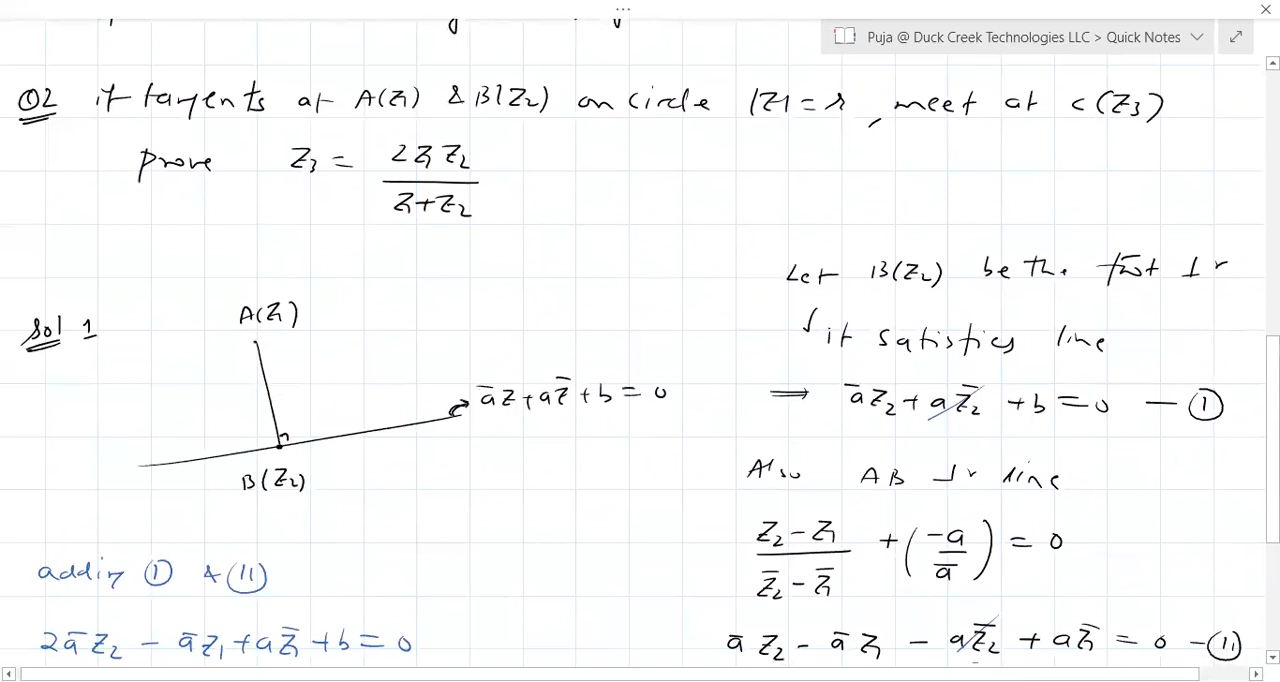 Puja @ Duck Creek Technologies LLC > Quick Notes
Q2 if tangents at A(Z₁) & B(Z₂) on circle |Z|=r, meet at C(Z₃)
prove Z₃ = 2Z₁Z₂ / Z₁+Z₂
Sol 1
A(Z₁)
āZ + aZ̄ + b = 0
B(Z₂)
adding ① & (II)
2āZ₂ - āZ₁ + aZ̄₁ + b = 0
Let B(Z₂) be the foot ⊥r
it satisfies line
⟹ āZ₂ + aZ̄₂ + b = 0 — ①
Also AB ⊥r line
Z₂ - Z₁ / Z̄₂ - Z̄₁ + (-a / ā) = 0
āZ₂ - āZ₁ - aZ̄₂ + aZ̄₁ = 0 — (II)